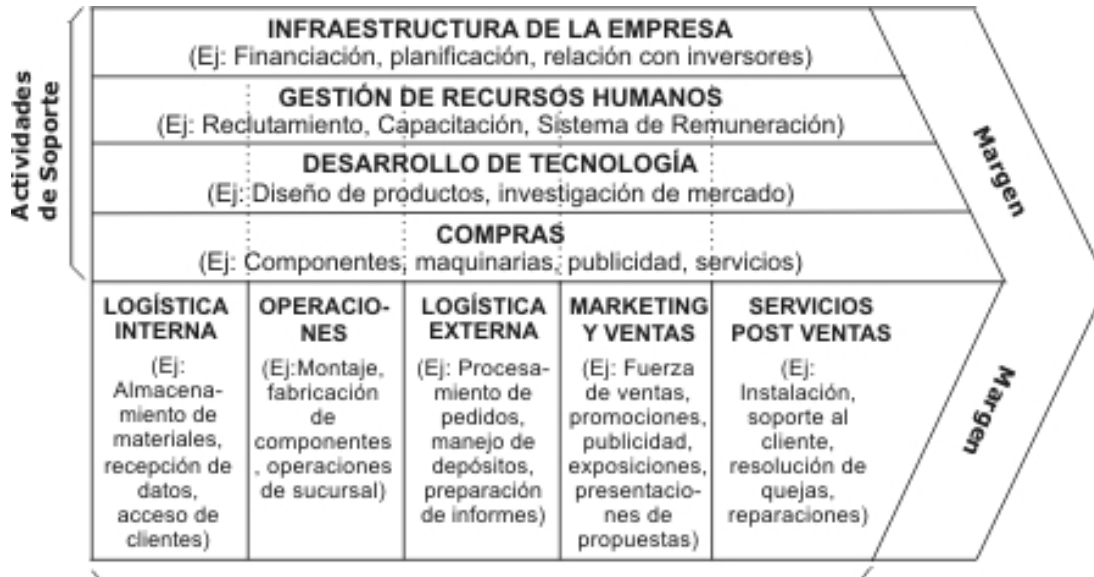 Actividades
de Soporte
INFRAESTRUCTURA DE LA EMPRESA
(Ej: Financiación, planificación, relación con inversores)
GESTIÓN DE RECURSOS HUMANOS
(Ej: Reclutamiento, Capacitación, Sistema de Remuneración)
DESARROLLO DE TECNOLOGÍA
(Ej: Diseño de productos, investigación de mercado)
COMPRAS
(Ej: Componentes, maquinarias, publicidad, servicios)
Margen
LOGÍSTICA
INTERNA
(Ej:
Almacena-
miento de
materiales,
recepción de
datos,
acceso de
clientes)
OPERACIO-
NES
(Ej:Montaje,
fabricación
de
componentes
, operaciones
de sucursal)
LOGÍSTICA
EXTERNA
(Ej: Procesa-
miento de
pedidos,
manejo de
depósitos,
preparación
de informes)
MARKETING
Y VENTAS
(Ej: Fuerza
de ventas,
promociones,
publicidad,
exposiciones,
presentacio-
nes de
propuestas)
SERVICIOS
POST VENTAS
(Ej:
Instalación,
soporte al
cliente,
resolución de
quejas,
reparaciones)
Margen